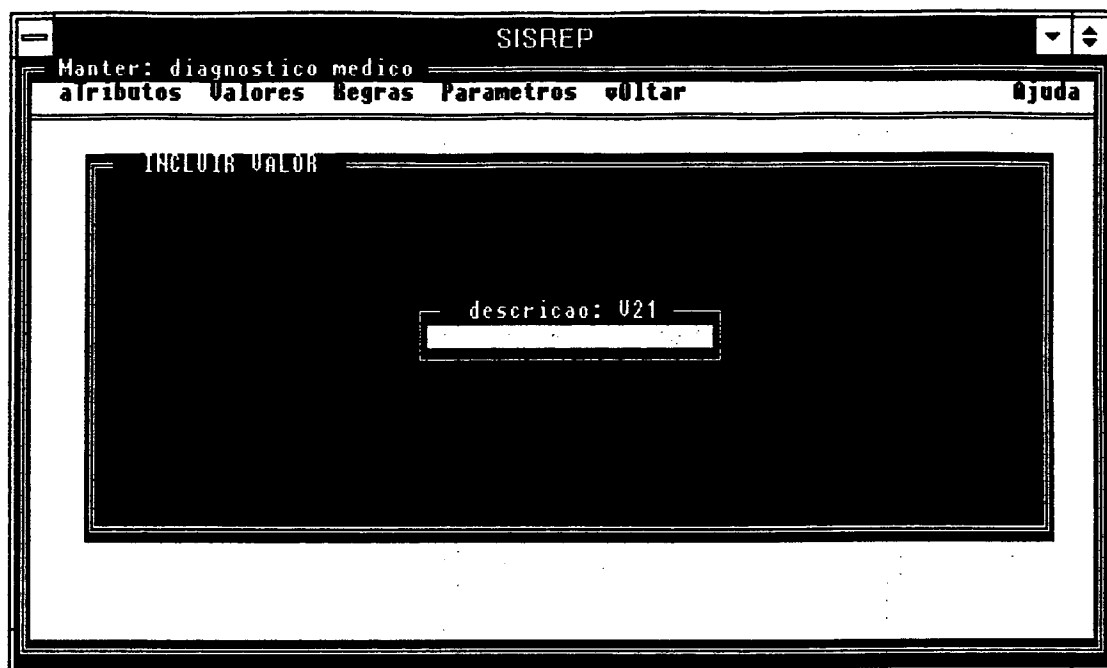 SISREP
Manter: diagnostico medico
aTributos Valores Regras Parametros vOltar Ajuda
INCLUIR VALOR
descricao: V21